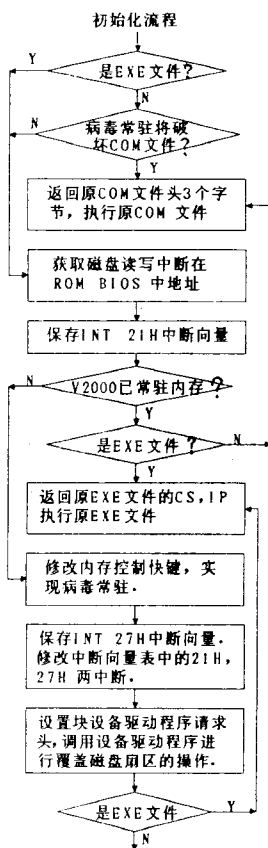 初始化流程
Y
是EXE文件?
N
N
病毒常驻将破
坏COM文件?
Y
返回原COM文件头3个字
节,执行原COM 文件
获取磁盘读写中断在
ROM BIOS 中地址
保存INT 21H中断向量
N
V2000已常驻内存?
Y
是EXE文件?
N
Y
返回原EXE文件的CS,IP
执行原EXE文件
修改内存控制快键,实
现病毒常驻.
保存INT 27H中断向量.
修改中断向量表中的21H,
27H 两中断.
设置块设备驱动程序请求
头,调用设备驱动程序进
行覆盖磁盘扇区的操作.
是EXE文件
Y
N